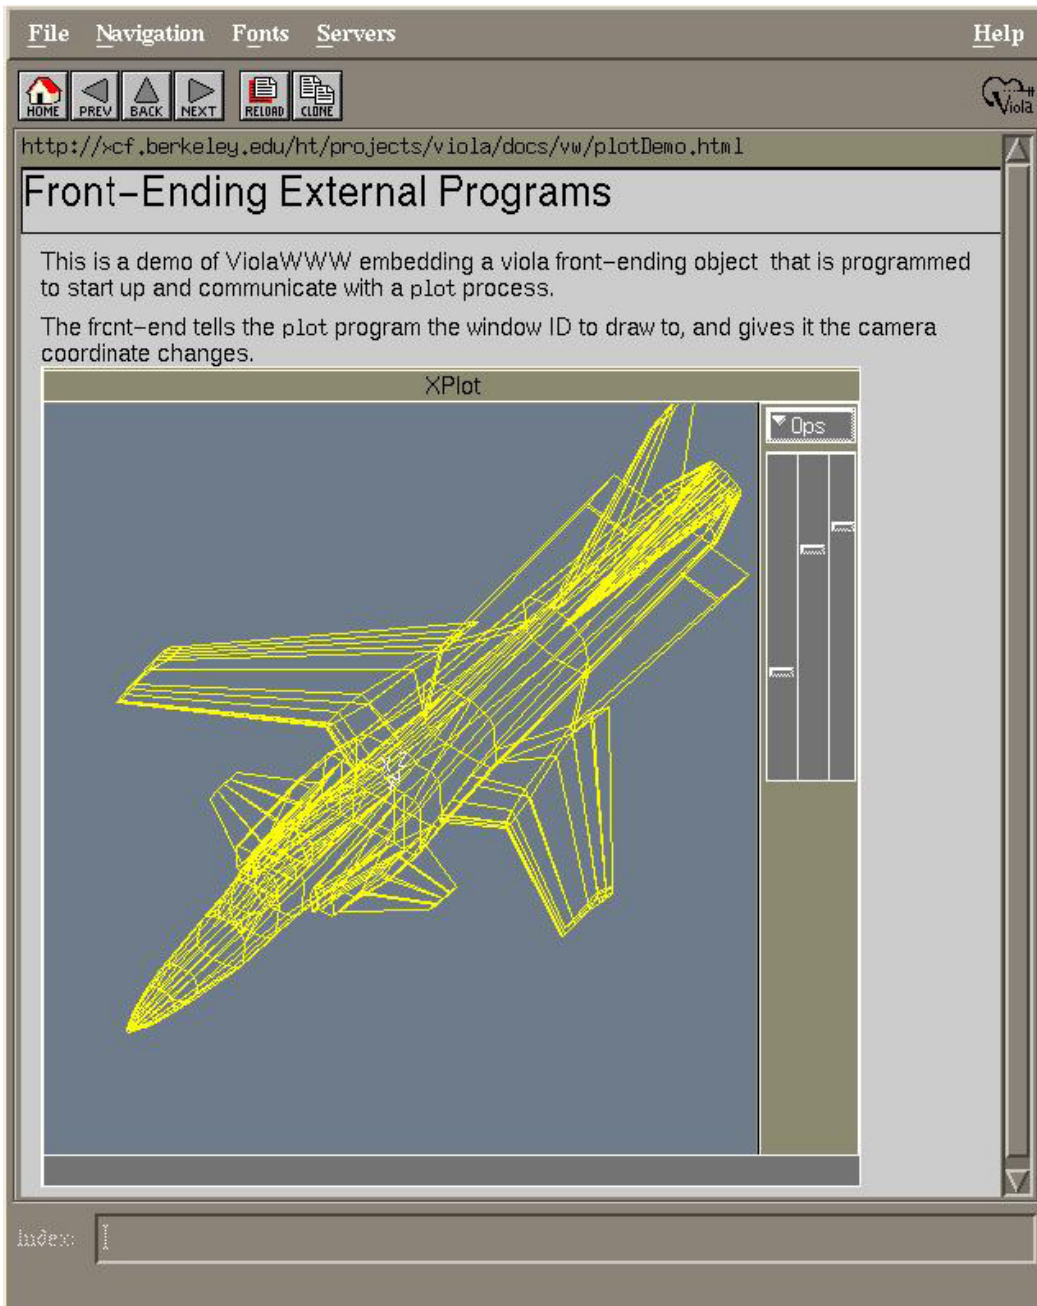 File Navigation Fonts Servers Help
HOME PREV BACK NEXT RELOAD CLONE Viola
http://xcf.berkeley.edu/ht/projects/viola/docs/vw/plotDemo.html
Front-Ending External Programs
This is a demo of ViolaWWW embedding a viola front-ending object that is programmed
to start up and communicate with a plot process.
The front-end tells the plot program the window ID to draw to, and gives it the camera
coordinate changes.
XPlot
Ops
Index: